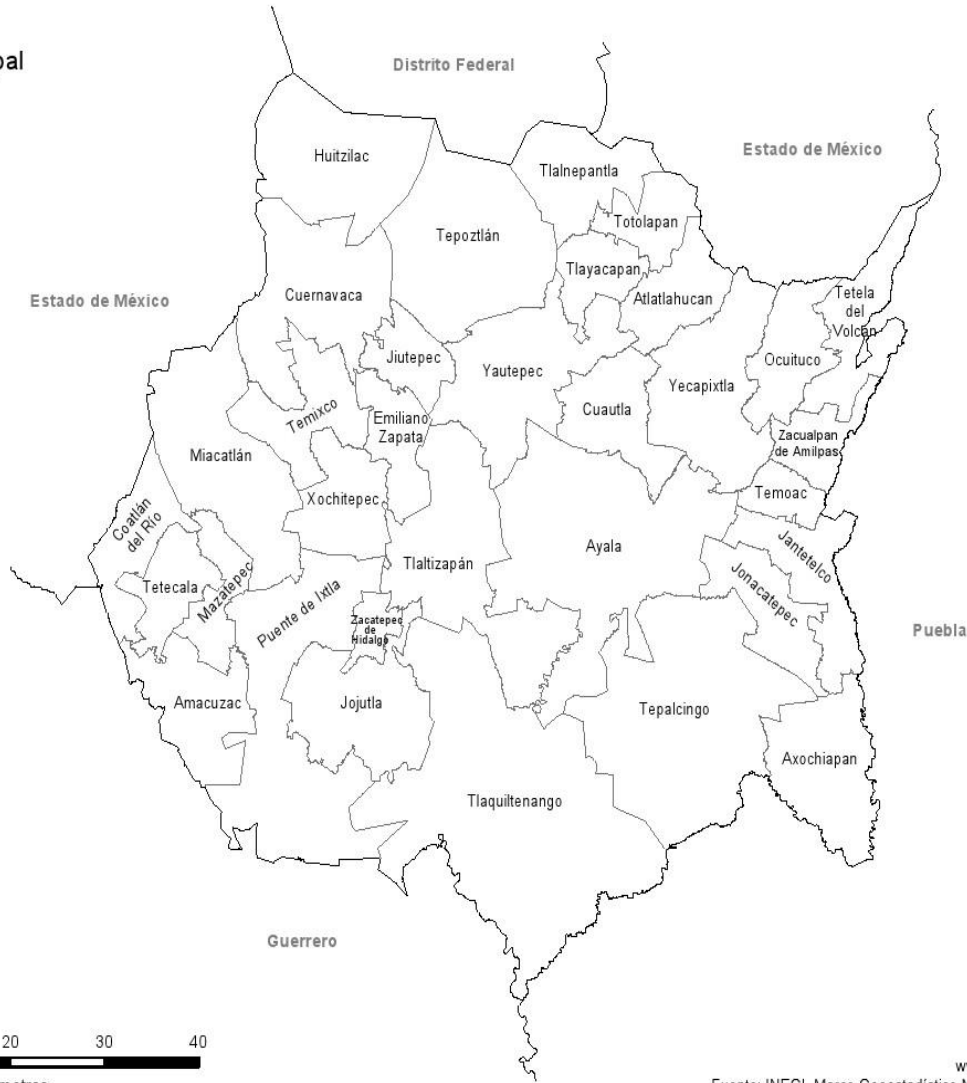 pal
Distrito Federal
Huitzilac
Tlalnepantla
Estado de México
Totolapan
Tepoztlán
Tlayacapan
Estado de México
Cuernavaca
Atlatlahucan
Tetela
del
Volcán
Jiutepec
Ocuituco
Yautepec
Yecapixtla
Temixco
Emiliano
Zapata
Cuautla
Zacualpan
de Amilpas
Miacatlán
Xochitepec
Temoac
Coatlán
del Río
Ayala
Jantetelco
Tlaltizapán
Tetecala
Mazatepec
Jonacatepec
Puente de Ixtla
Zacatepec
de
Hidalgo
Puebla
Amacuzac
Jojutla
Tepalcingo
Axochiapan
Tlaquiltenango
Guerrero
20 30 40